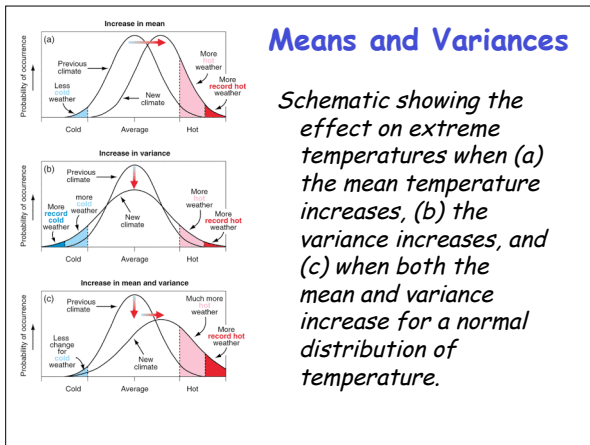 Means and Variances
Schematic showing the
effect on extreme
temperatures when (a)
the mean temperature
increases, (b) the
variance increases, and
(c) when both the
mean and variance
increase for a normal
distribution of
temperature.
Increase in mean
(a)
Probability of occurrence
Previous
climate
Less
cold
weather
New
climate
More
hot
weather
More
record hot
weather
Cold
Average
Hot
Increase in variance
(b)
Probability of occurrence
Previous
climate
More
record
cold
weather
more
cold
weather
New
climate
More
hot
weather
More
record hot
weather
Cold
Average
Hot
Increase in mean and variance
(c)
Probability of occurrence
Previous
climate
Less
change
for
cold
weather
New
climate
Much more
hot
weather
More
record hot
weather
Cold
Average
Hot